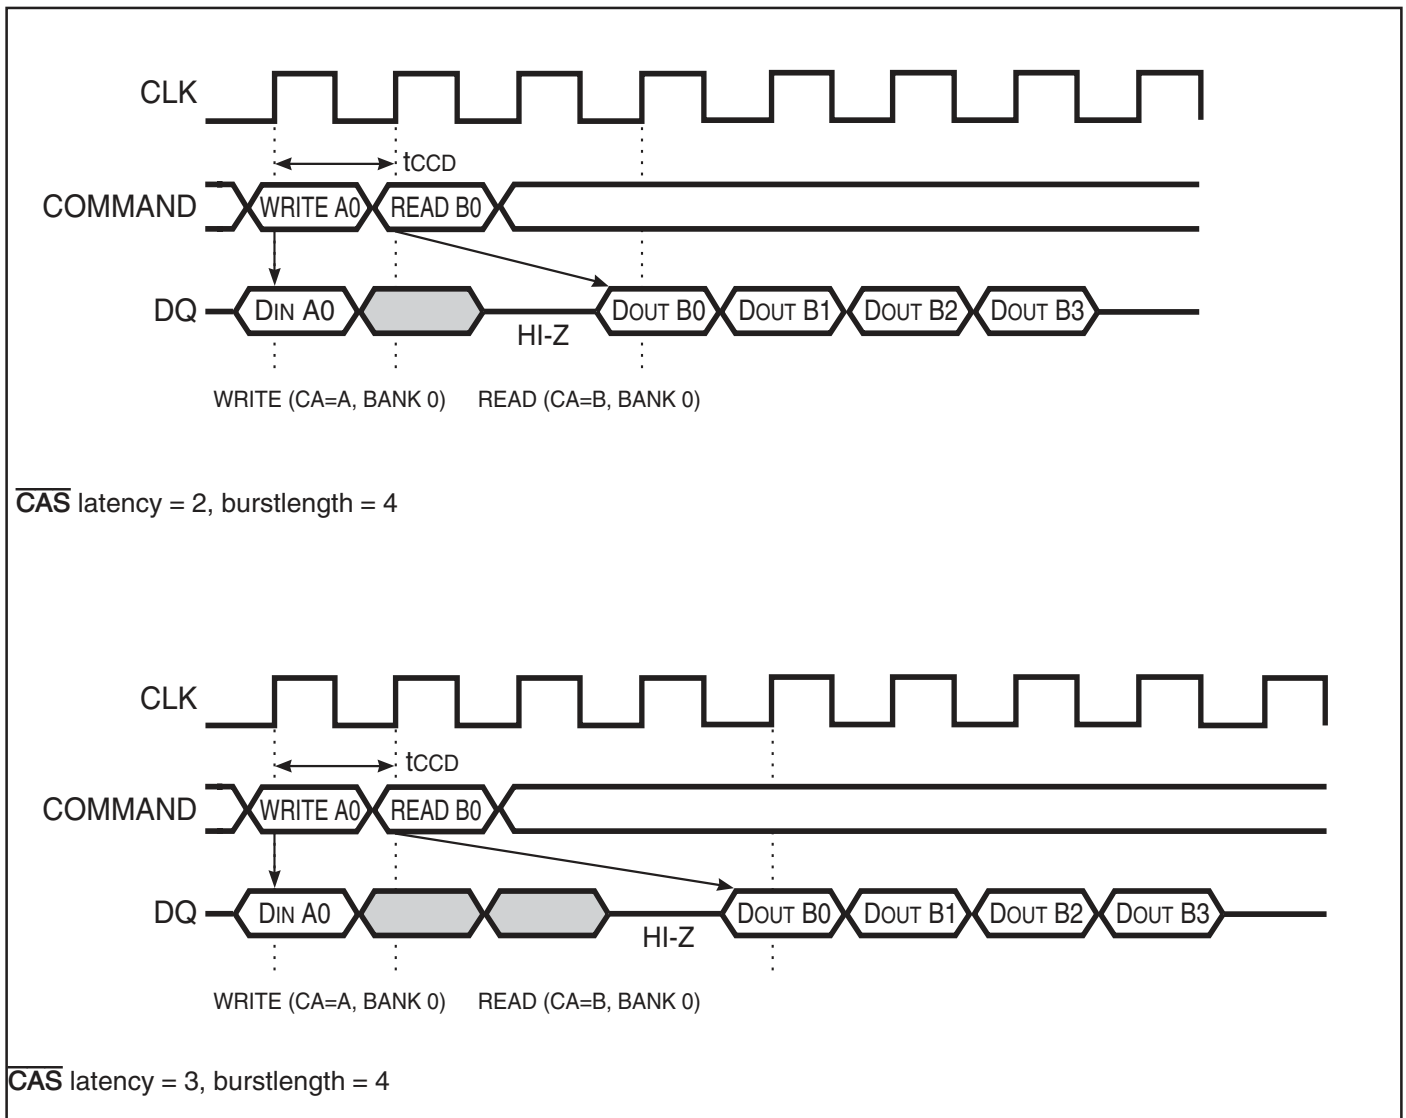 CLK
tCCD
COMMAND WRITE A0 READ B0
DQ DIN A0 DOUT B0 DOUT B1 DOUT B2 DOUT B3
HI-Z
WRITE (CA=A, BANK 0) READ (CA=B, BANK 0)
CAS latency = 2, burstlength = 4
CLK
tCCD
COMMAND WRITE A0 READ B0
DQ DIN A0 DOUT B0 DOUT B1 DOUT B2 DOUT B3
HI-Z
WRITE (CA=A, BANK 0) READ (CA=B, BANK 0)
CAS latency = 3, burstlength = 4